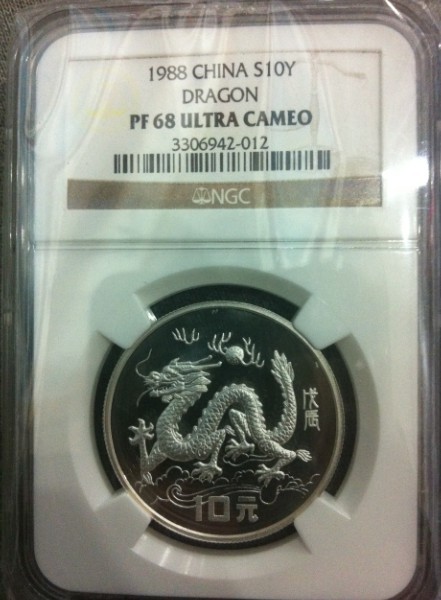 1988 CHINA S10Y
DRAGON
PF 68 ULTRA CAMEO
3306942-012
NGC
戊辰
10元